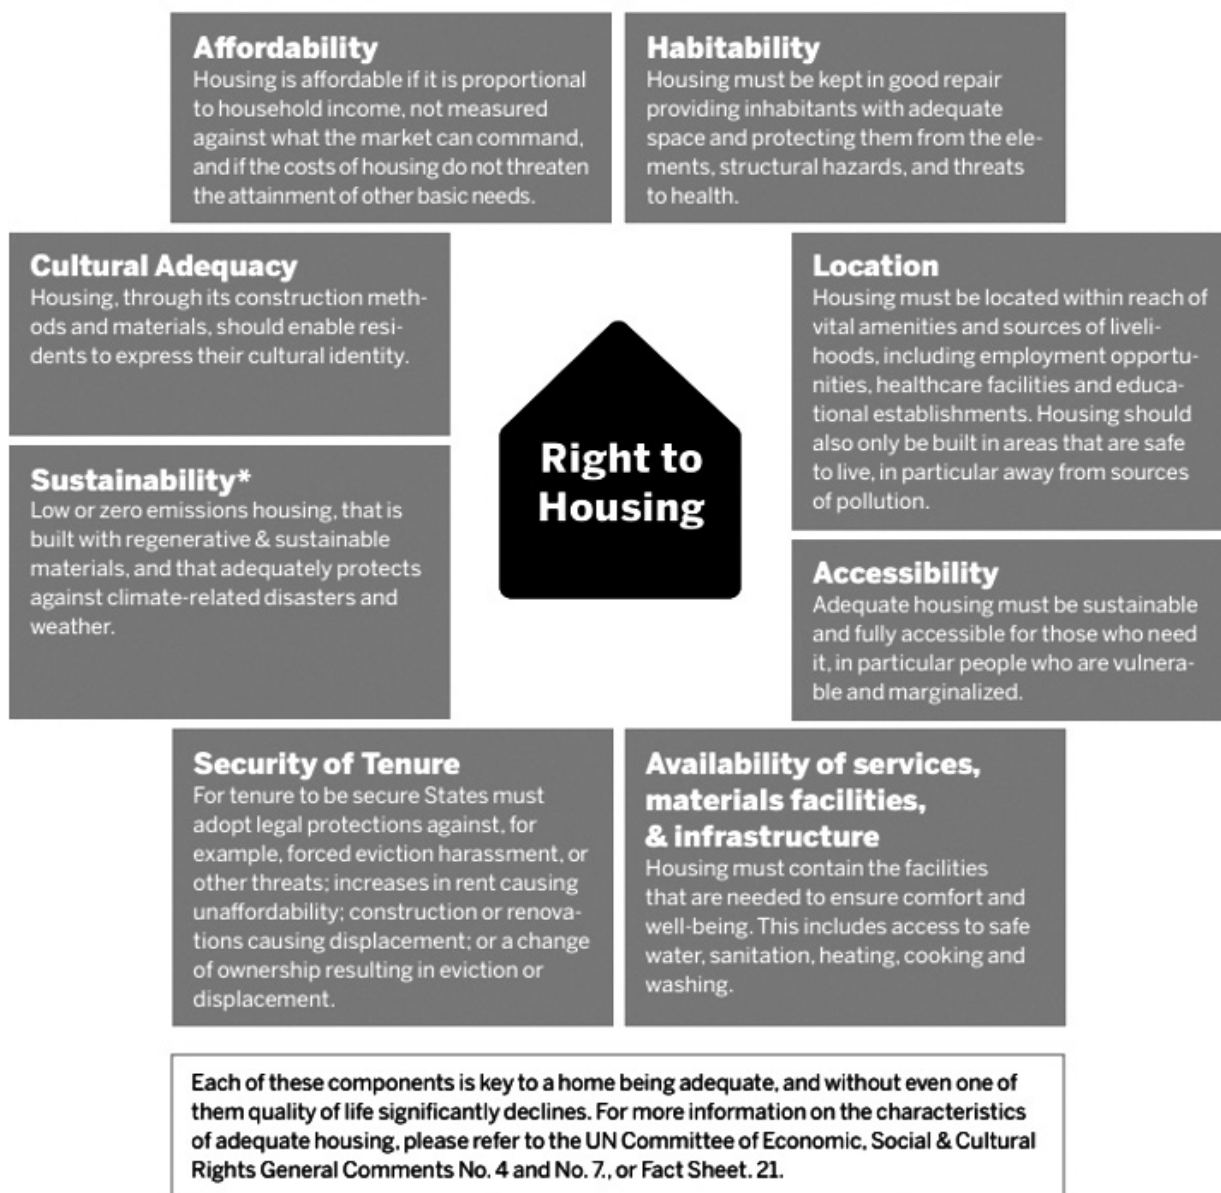 Affordability
Housing is affordable if it is proportional
to household income, not measured
against what the market can command,
and if the costs of housing do not threaten
the attainment of other basic needs.
Habitability
Housing must be kept in good repair
providing inhabitants with adequate
space and protecting them from the ele-
ments, structural hazards, and threats
to health.
Cultural Adequacy
Housing, through its construction meth-
ods and materials, should enable resi-
dents to express their cultural identity.
Location
Housing must be located within reach of
vital amenities and sources of liveli-
hoods, including employment opportu-
nities, healthcare facilities and educa-
tional establishments. Housing should
also only be built in areas that are safe
to live, in particular away from sources
of pollution.
Right to
Housing
Sustainability*
Low or zero emissions housing, that is
built with regenerative & sustainable
materials, and that adequately protects
against climate-related disasters and
weather.
Accessibility
Adequate housing must be sustainable
and fully accessible for those who need
it, in particular people who are vulnera-
ble and marginalized.
Security of Tenure
For tenure to be secure States must
adopt legal protections against, for
example, forced eviction harassment, or
other threats; increases in rent causing
unaffordability; construction or renova-
tions causing displacement; or a change
of ownership resulting in eviction or
displacement.
Availability of services,
materials facilities,
& infrastructure
Housing must contain the facilities
that are needed to ensure comfort and
well-being. This includes access to safe
water, sanitation, heating, cooking and
washing.
Each of these components is key to a home being adequate, and without even one of
them quality of life significantly declines. For more information on the characteristics
of adequate housing, please refer to the UN Committee of Economic, Social & Cultural
Rights General Comments No. 4 and No. 7., or Fact Sheet. 21.